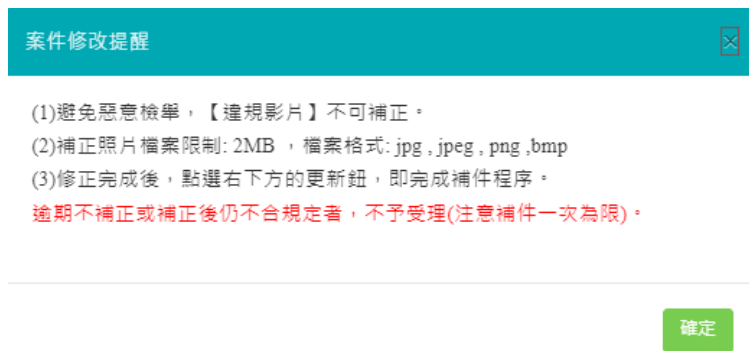 案件修改提醒
(1)避免惡意檢舉，【違規影片】不可補正。
(2)補正照片檔案限制: 2MB ，檔案格式: jpg , jpeg , png ,bmp
(3)修正完成後，點選右下方的更新鈕，即完成補件程序。
逾期不補正或補正後仍不合規定者，不予受理(注意補件一次為限)。
確定